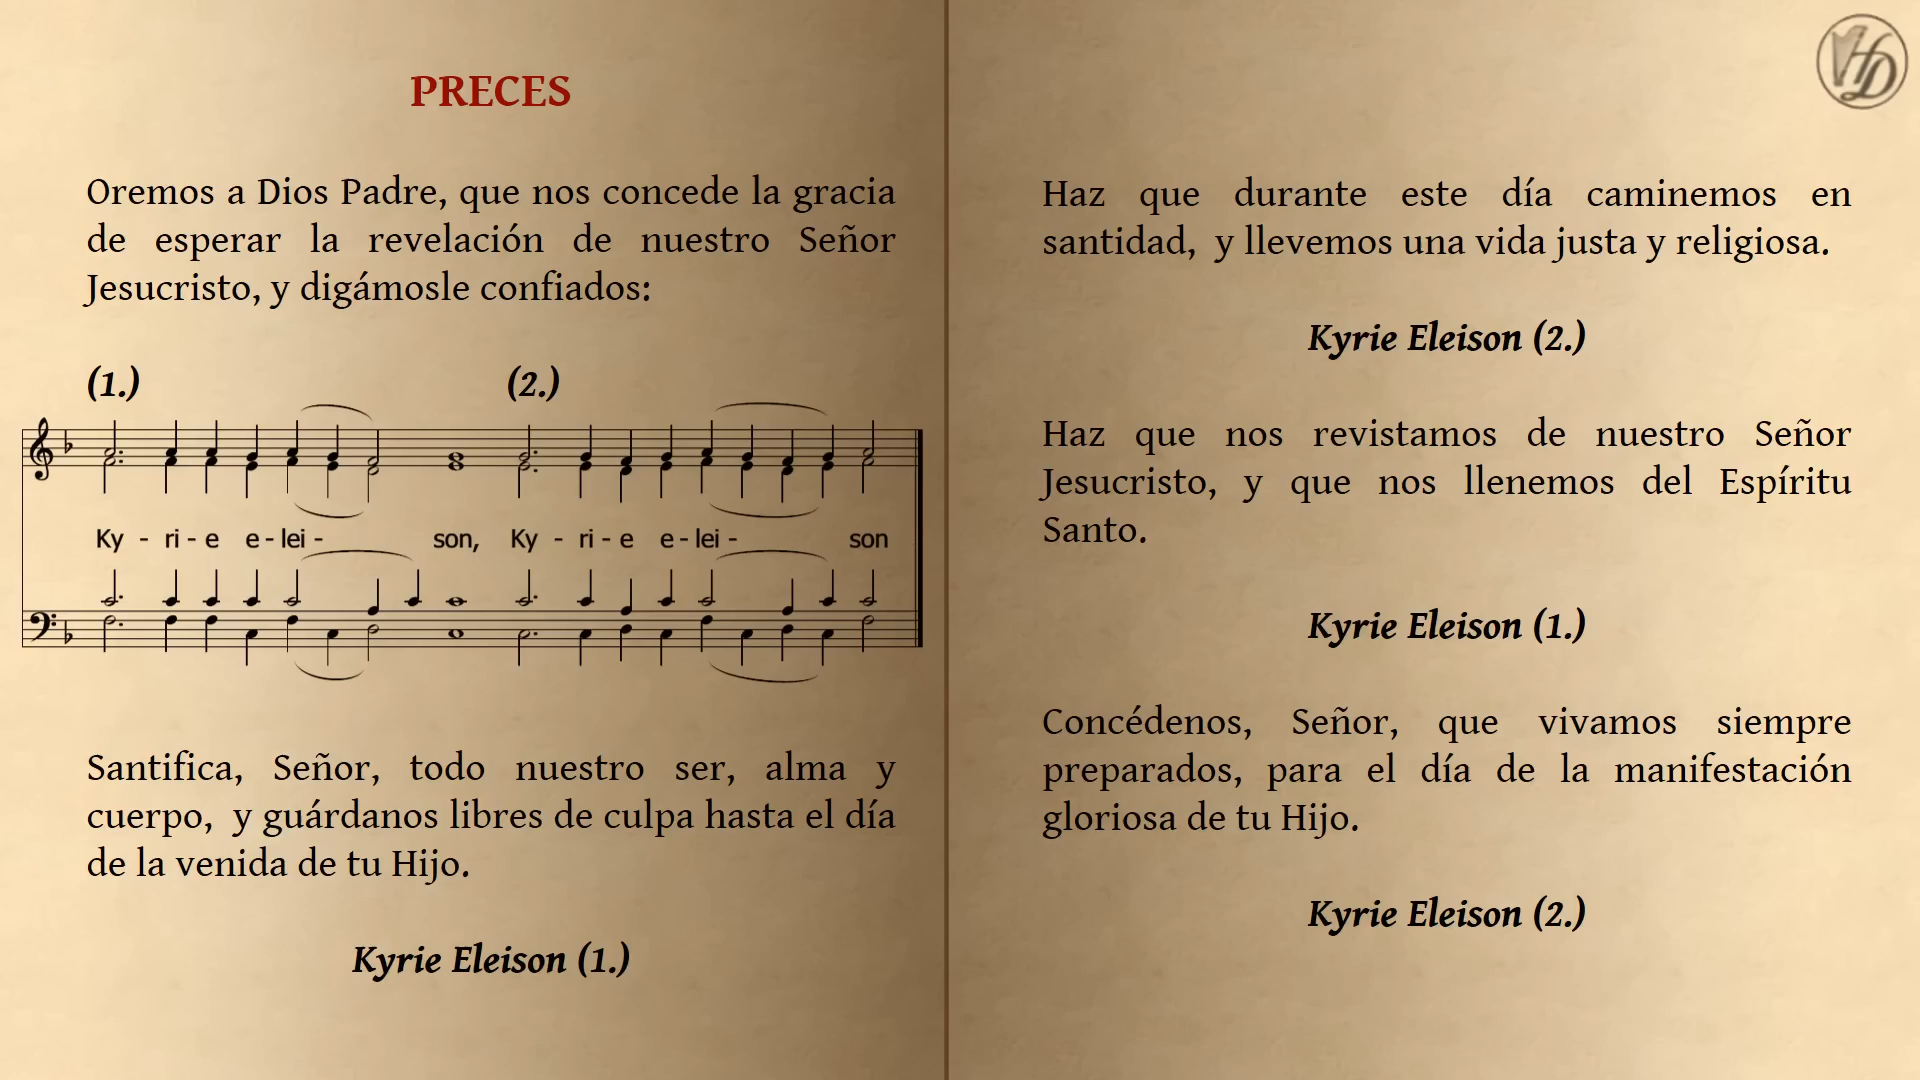 PRECES
Oremos a Dios Padre, que nos concede la gracia
de esperar la revelación de nuestro Señor
Jesucristo, y digámosle confiados:
(1.) (2.)
Ky - ri - e e - lei - son, Ky - ri - e e - lei - son
Santifica, Señor, todo nuestro ser, alma y
cuerpo, y guárdanos libres de culpa hasta el día
de la venida de tu Hijo.
Kyrie Eleison (1.)
HD
Haz que durante este día caminemos en
santidad, y llevemos una vida justa y religiosa.
Kyrie Eleison (2.)
Haz que nos revistamos de nuestro Señor
Jesucristo, y que nos llenemos del Espíritu
Santo.
Kyrie Eleison (1.)
Concédenos, Señor, que vivamos siempre
preparados, para el día de la manifestación
gloriosa de tu Hijo.
Kyrie Eleison (2.)